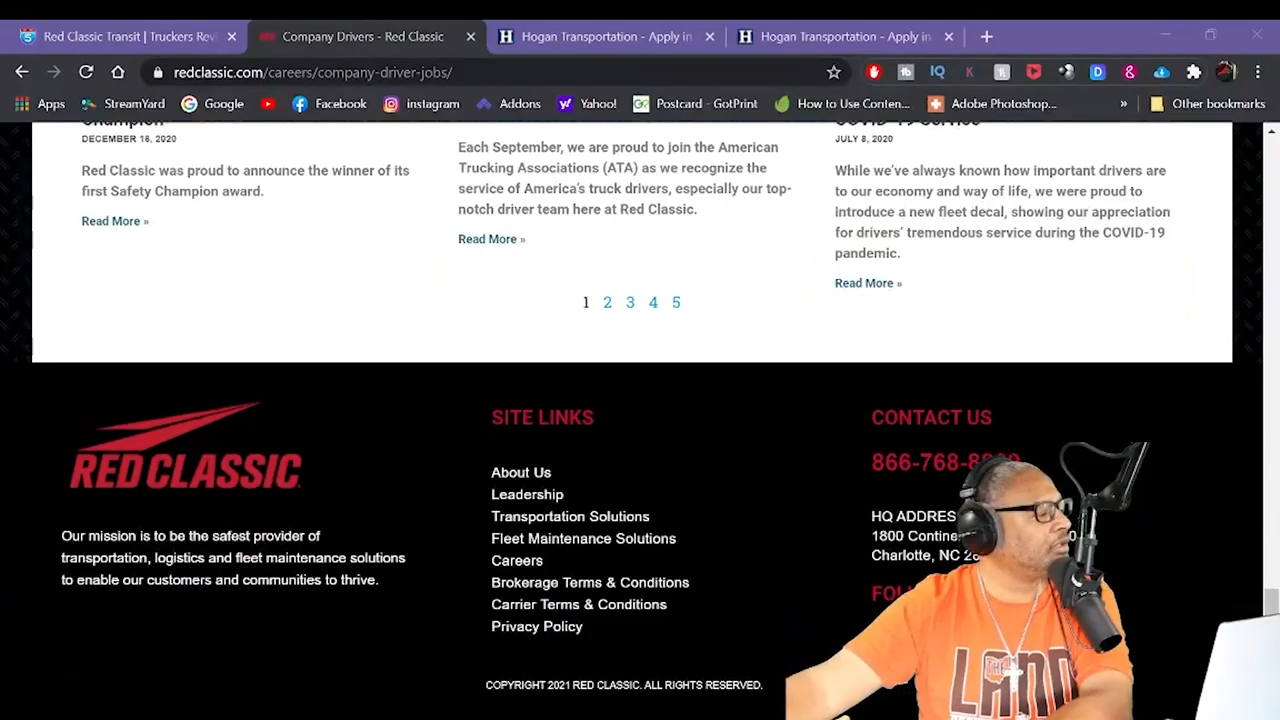 Red Classic Transit | Truckers Rev
Company Drivers - Red Classic
Hogan Transportation - Apply in
Hogan Transportation - Apply in
redclassic.com/careers/company-driver-jobs/
Apps
StreamYard
Google
Facebook
instagram
Addons
Yahoo!
Postcard - GotPrint
How to Use Conten...
Adobe Photoshop...
»
Other bookmarks
Champion
DECEMBER 16, 2020
Red Classic was proud to announce the winner of its
first Safety Champion award.
Read More »
Each September, we are proud to join the American
Trucking Associations (ATA) as we recognize the
service of America's truck drivers, especially our top-
notch driver team here at Red Classic.
Read More »
COVID-19 Service
JULY 8, 2020
While we've always known how important drivers are
to our economy and way of life, we were proud to
introduce a new fleet decal, showing our appreciation
for drivers' tremendous service during the COVID-19
pandemic.
Read More »
1 2 3 4 5
RED CLASSIC
Our mission is to be the safest provider of
transportation, logistics and fleet maintenance solutions
to enable our customers and communities to thrive.
SITE LINKS
About Us
Leadership
Transportation Solutions
Fleet Maintenance Solutions
Careers
Brokerage Terms & Conditions
Carrier Terms & Conditions
Privacy Policy
CONTACT US
866-768-8
HQ ADDRES
1800 Contine
Charlotte, NC 2
FOL
COPYRIGHT 2021 RED CLASSIC. ALL RIGHTS RESERVED.
THE
LAND